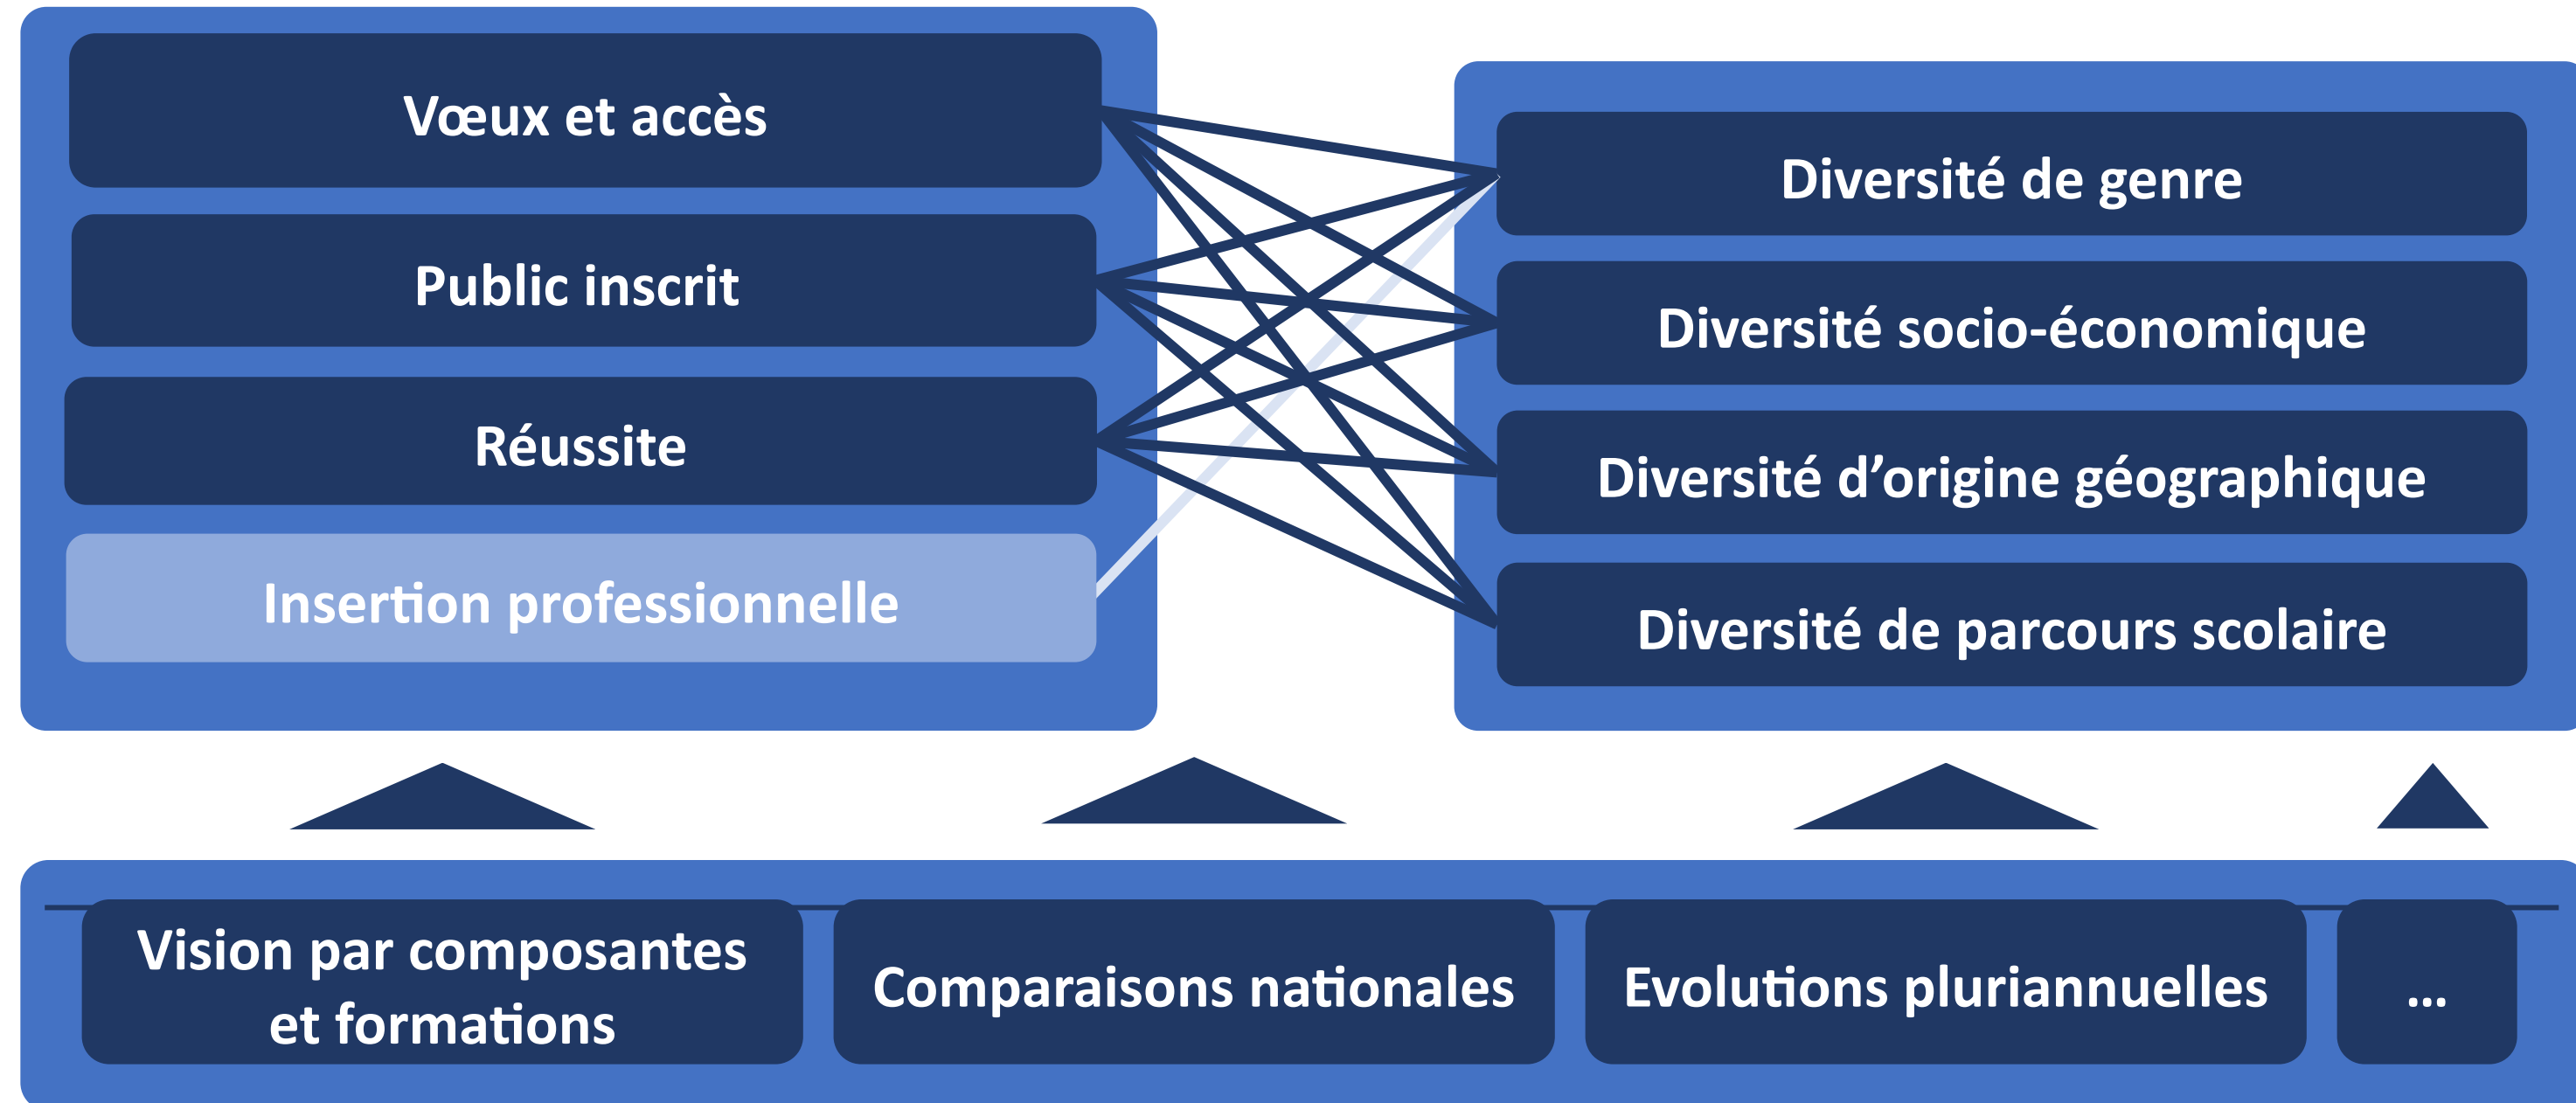 Vœux et accès
Public inscrit
Réussite
Insertion professionnelle
Diversité de genre
Diversité socio-économique
Diversité d’origine géographique
Diversité de parcours scolaire
Vision par composantes
et formations
Comparaisons nationales
Evolutions pluriannuelles
...